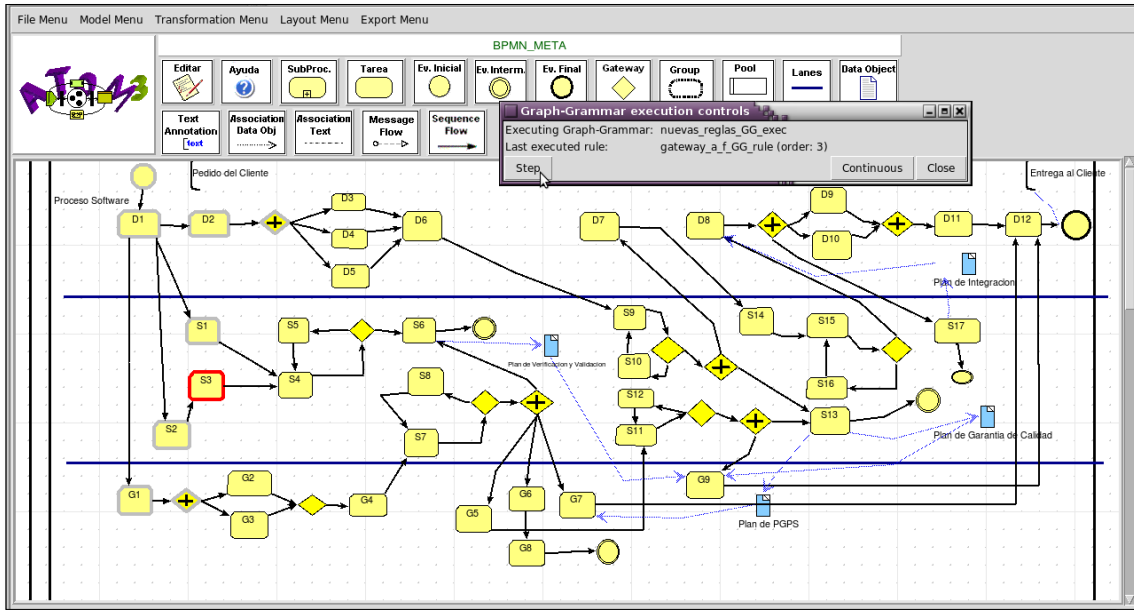 File Menu Model Menu Transformation Menu Layout Menu Export Menu
BPMN_META
ATOM3
Editar
Ayuda
SubProc.
Tarea
Ev. Inicial
Ev. Interm.
Ev. Final
Gateway
Group
Pool
Lanes
Data Object
Text Annotation
[text
Association Data Obj
Association Text
Message Flow
Sequence Flow
Graph-Grammar execution controls
Executing Graph-Grammar: nuevas_reglas_GG_exec
Last executed rule: gateway_a_f_GG_rule (order: 3)
Step Continuous Close
Pedido del Cliente
Entrega al Cliente
Proceso Software
D1
D2
D3
D4
D5
D6
D7
D8
D9
D10
D11
D12
Plan de Integracion
S1
S2
S3
S4
S5
S6
Plan de Verificacion y Validacion
S7
S8
S9
S10
S11
S12
S13
S14
S15
S16
S17
Plan de Garantia de Calidad
G1
G2
G3
G4
G5
G6
G7
G8
G9
Plan de PGPS